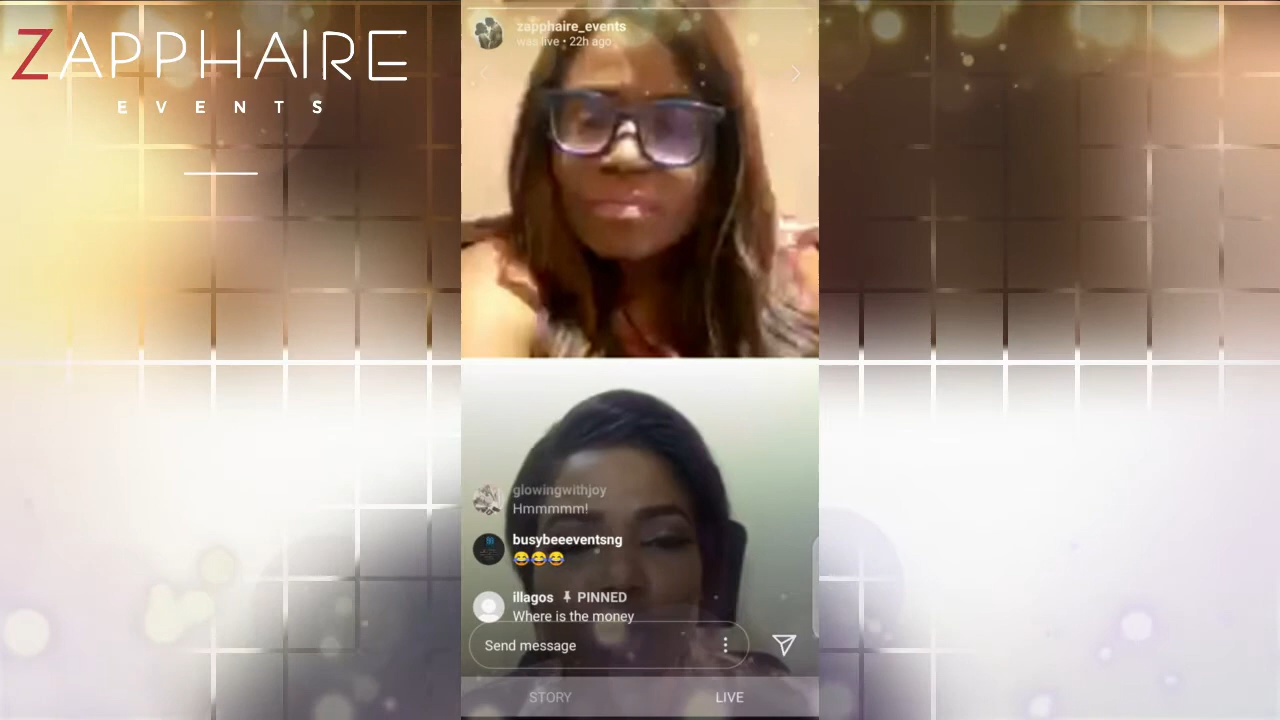 ZAPPHAIRE
EVENTS
zapphaire_events
was live • 22h ago
glowingwithjoy
Hmmmmm!
busybeeeventsng
😂😂😂
illagos PINNED
Where is the money
Send message
STORY
LIVE